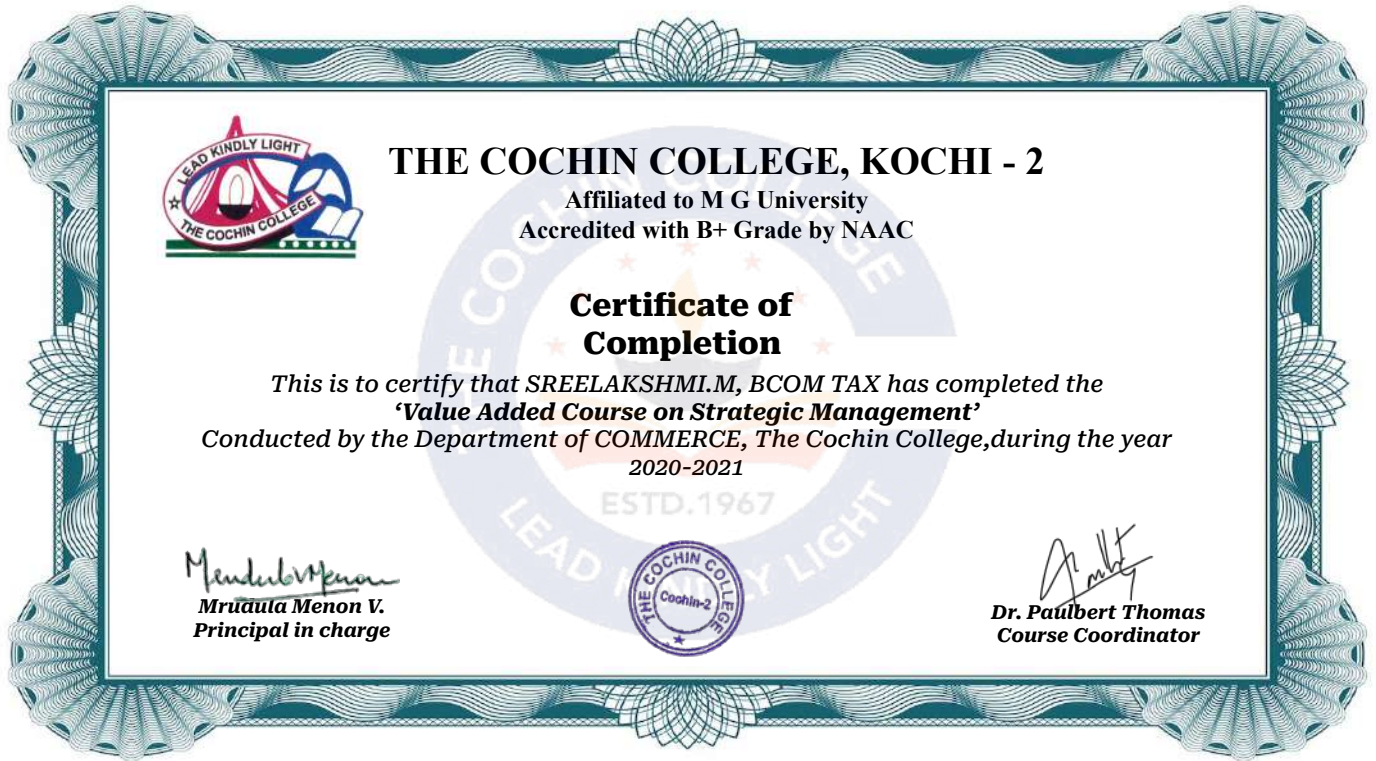 LEAD KINDLY LIGHT
THE COCHIN COLLEGE
THE COCHIN COLLEGE, KOCHI - 2
Affiliated to M G University
Accredited with B+ Grade by NAAC
THE COCHIN COLLEGE
Certificate of
Completion
This is to certify that SREELAKSHMI.M, BCOM TAX has completed the
‘Value Added Course on Strategic Management’
Conducted by the Department of COMMERCE, The Cochin College,during the year
2020-2021
ESTD.1967
LEAD KINDLY LIGHT
Mrudula Menon V.
Principal in charge
THE COCHIN COLLEGE
Cochin-2
Dr. Paulbert Thomas
Course Coordinator